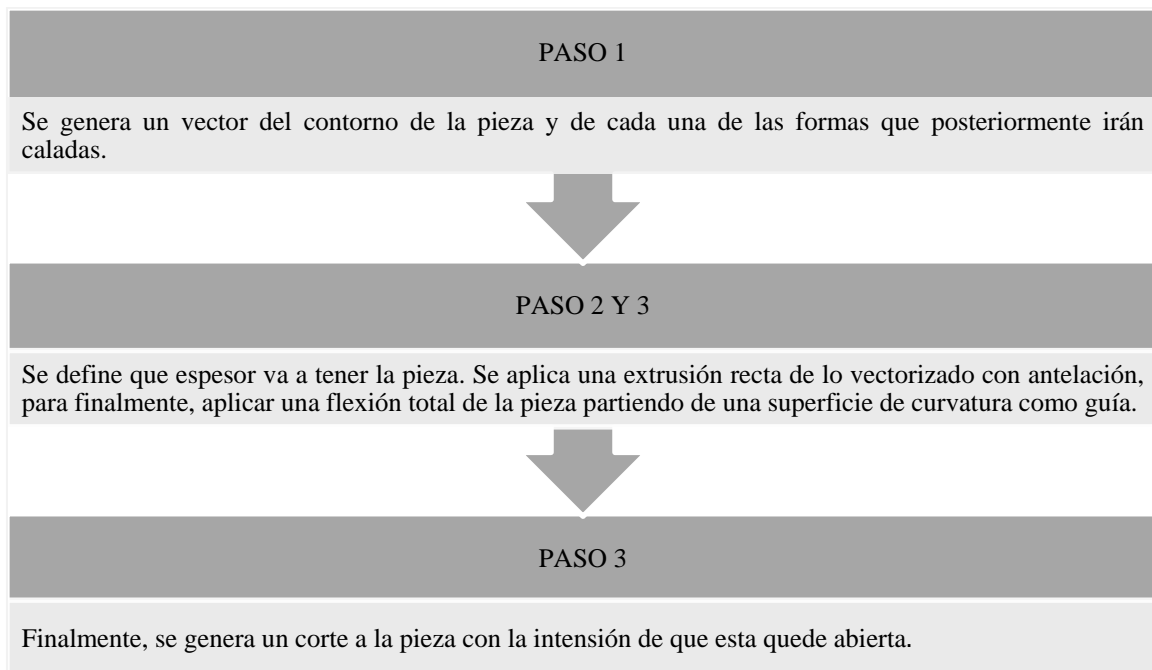 PASO 1
Se genera un vector del contorno de la pieza y de cada una de las formas que posteriormente irán
caladas.
PASO 2 Y 3
Se define que espesor va a tener la pieza. Se aplica una extrusión recta de lo vectorizado con antelación,
para finalmente, aplicar una flexión total de la pieza partiendo de una superficie de curvatura como guía.
PASO 3
Finalmente, se genera un corte a la pieza con la intensión de que esta quede abierta.